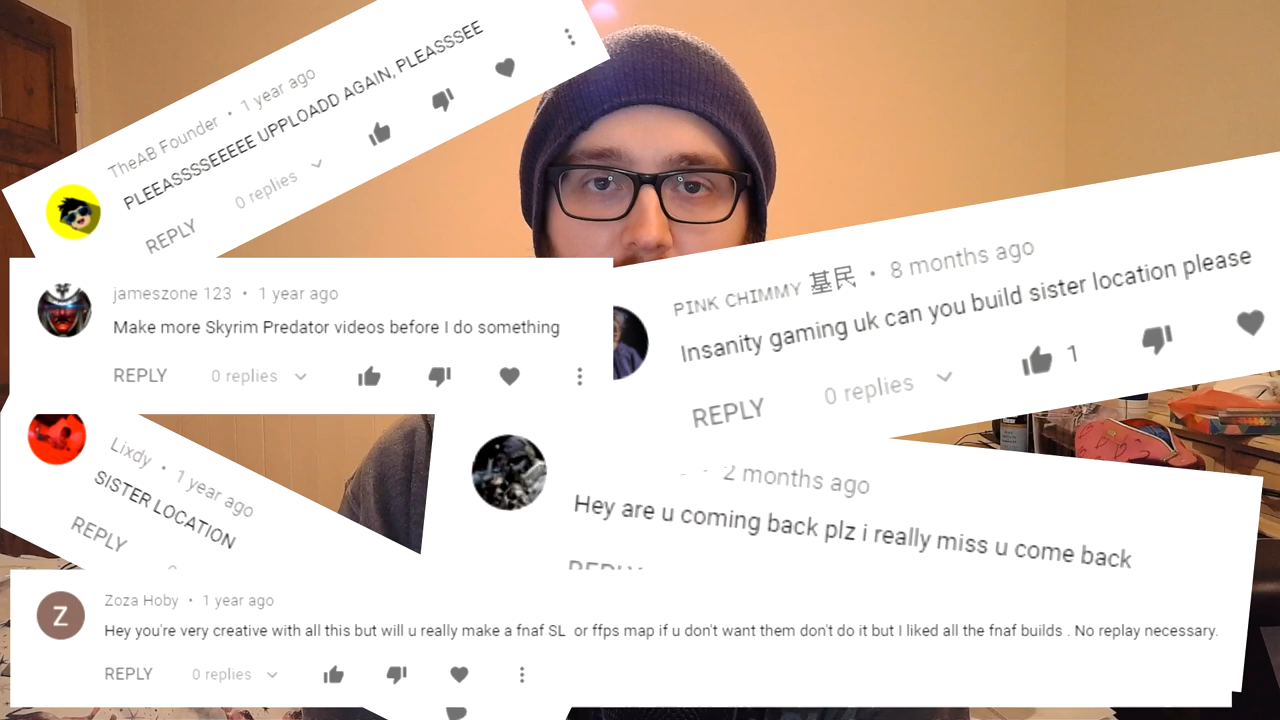 TheAB Founder • 1 year ago
PLEEASSSSEEEEE UPPLOADD AGAIN, PLEASSSEE
REPLY 0 replies
jameszone 123 • 1 year ago
Make more Skyrim Predator videos before I do something
REPLY 0 replies
PINK CHIMMY 基民 • 8 months ago
Insanity gaming uk can you build sister location please
REPLY 0 replies 1
Lixdy • 1 year ago
SISTER LOCATION
REPLY
2 months ago
Hey are u coming back plz i really miss u come back
REPLY
Z
Zoza Hoby • 1 year ago
Hey you're very creative with all this but will u really make a fnaf SL or ffps map if u don't want them don't do it but I liked all the fnaf builds . No replay necessary.
REPLY 0 replies